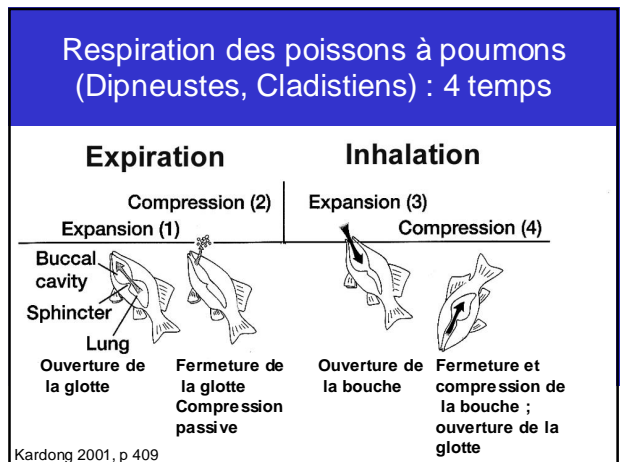 Respiration des poissons à poumons
(Dipneustes, Cladistiens) : 4 temps
Expiration
Inhalation
Compression (2)
Expansion (1)
Expansion (3)
Compression (4)
Buccal
cavity
Sphincter
Lung
Ouverture de
la glotte
Fermeture de
la glotte
Compression
passive
Ouverture de
la bouche
Fermeture et
compression de
la bouche ;
ouverture de la
glotte
Kardong 2001, p 409